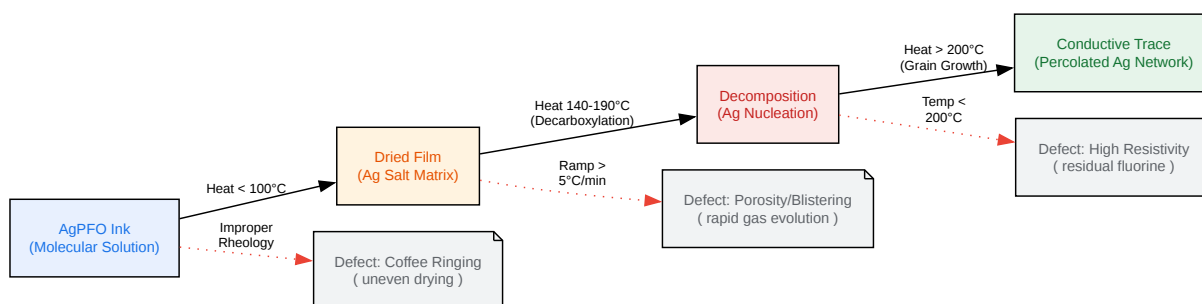 AgPFO Ink
(Molecular Solution)
Heat < 100°C
Improper
Rheology
Dried Film
(Ag Salt Matrix)
Defect: Coffee Ringing
( uneven drying )
Heat 140-190°C
(Decarboxylation)
Ramp >
5°C/min
Decomposition
(Ag Nucleation)
Defect: Porosity/Blistering
( rapid gas evolution )
Heat > 200°C
(Grain Growth)
Temp <
200°C
Conductive Trace
(Percolated Ag Network)
Defect: High Resistivity
( residual fluorine )